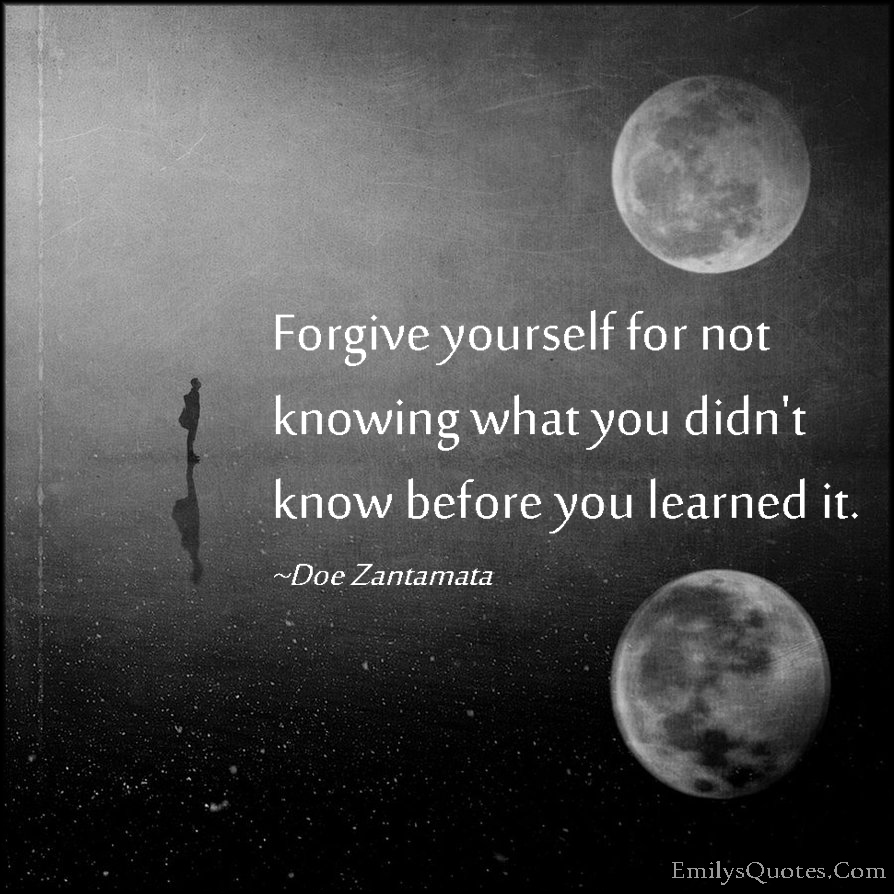 Forgive yourself for not
knowing what you didn't
know before you learned it.
~Doe Zantamata
EmilysQuotes.Com